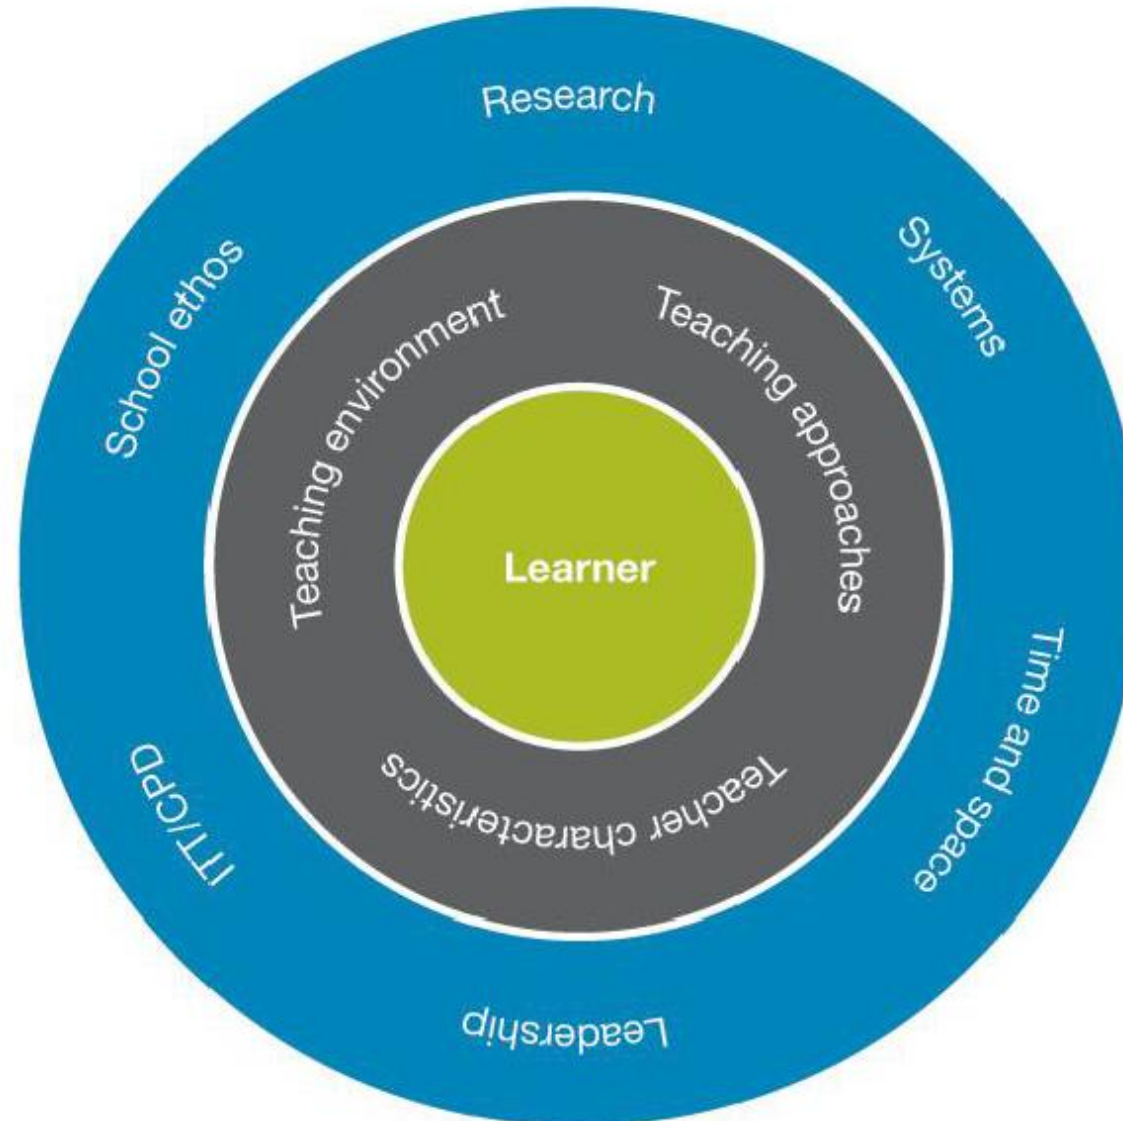 Research
Systems
Time and space
Leadership
ITT/CPD
School ethos
Teaching environment
Teaching approaches
Teacher characteristics
Learner